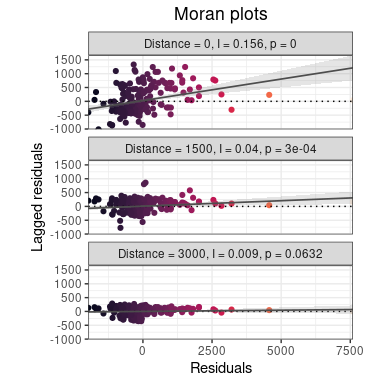 Moran plots
Distance = 0, I = 0.156, p = 0
1500
1000
500
0
-500
-1000
Distance = 1500, I = 0.04, p = 3e-04
1500
1000
500
0
-500
-1000
Distance = 3000, I = 0.009, p = 0.0632
1500
1000
500
0
-500
-1000
Lagged residuals
0 2500 5000 7500
Residuals